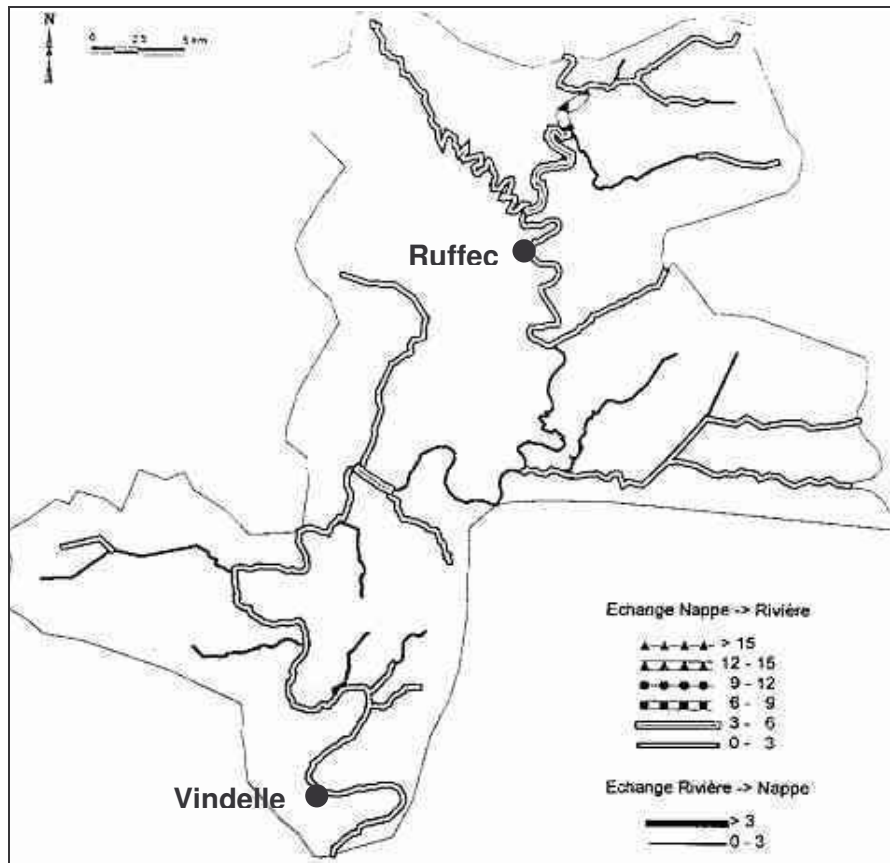 N
0 2.5 5 km
Ruffec
Echange Nappe -> Rivière
> 15
12 - 15
9 - 12
6 - 9
3 - 6
0 - 3
Vindelle
Echange Rivière -> Nappe
> 3
0 - 3